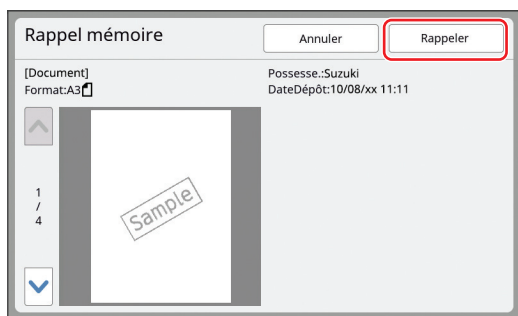 Rappel mémoire
Annuler
Rappeler
[Document]
Format:A3
Possesse.:Suzuki
DateDépôt:10/08/xx 11:11
1
/
4
Sample